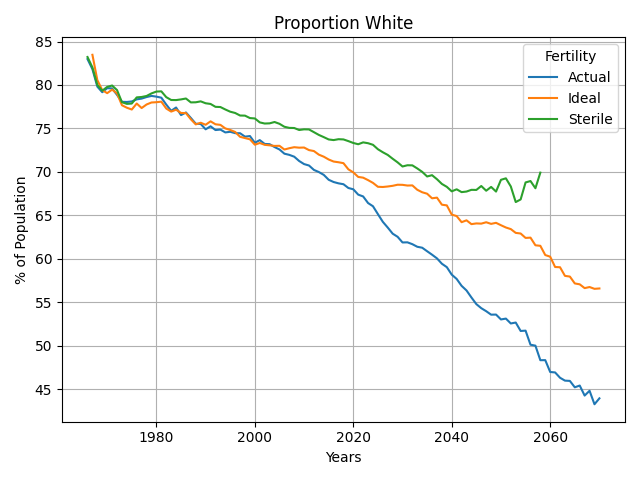 Proportion White
Fertility
Actual
Ideal
Sterile
% of Population
85
80
75
70
65
60
55
50
45
1980 2000 2020 2040 2060
Years